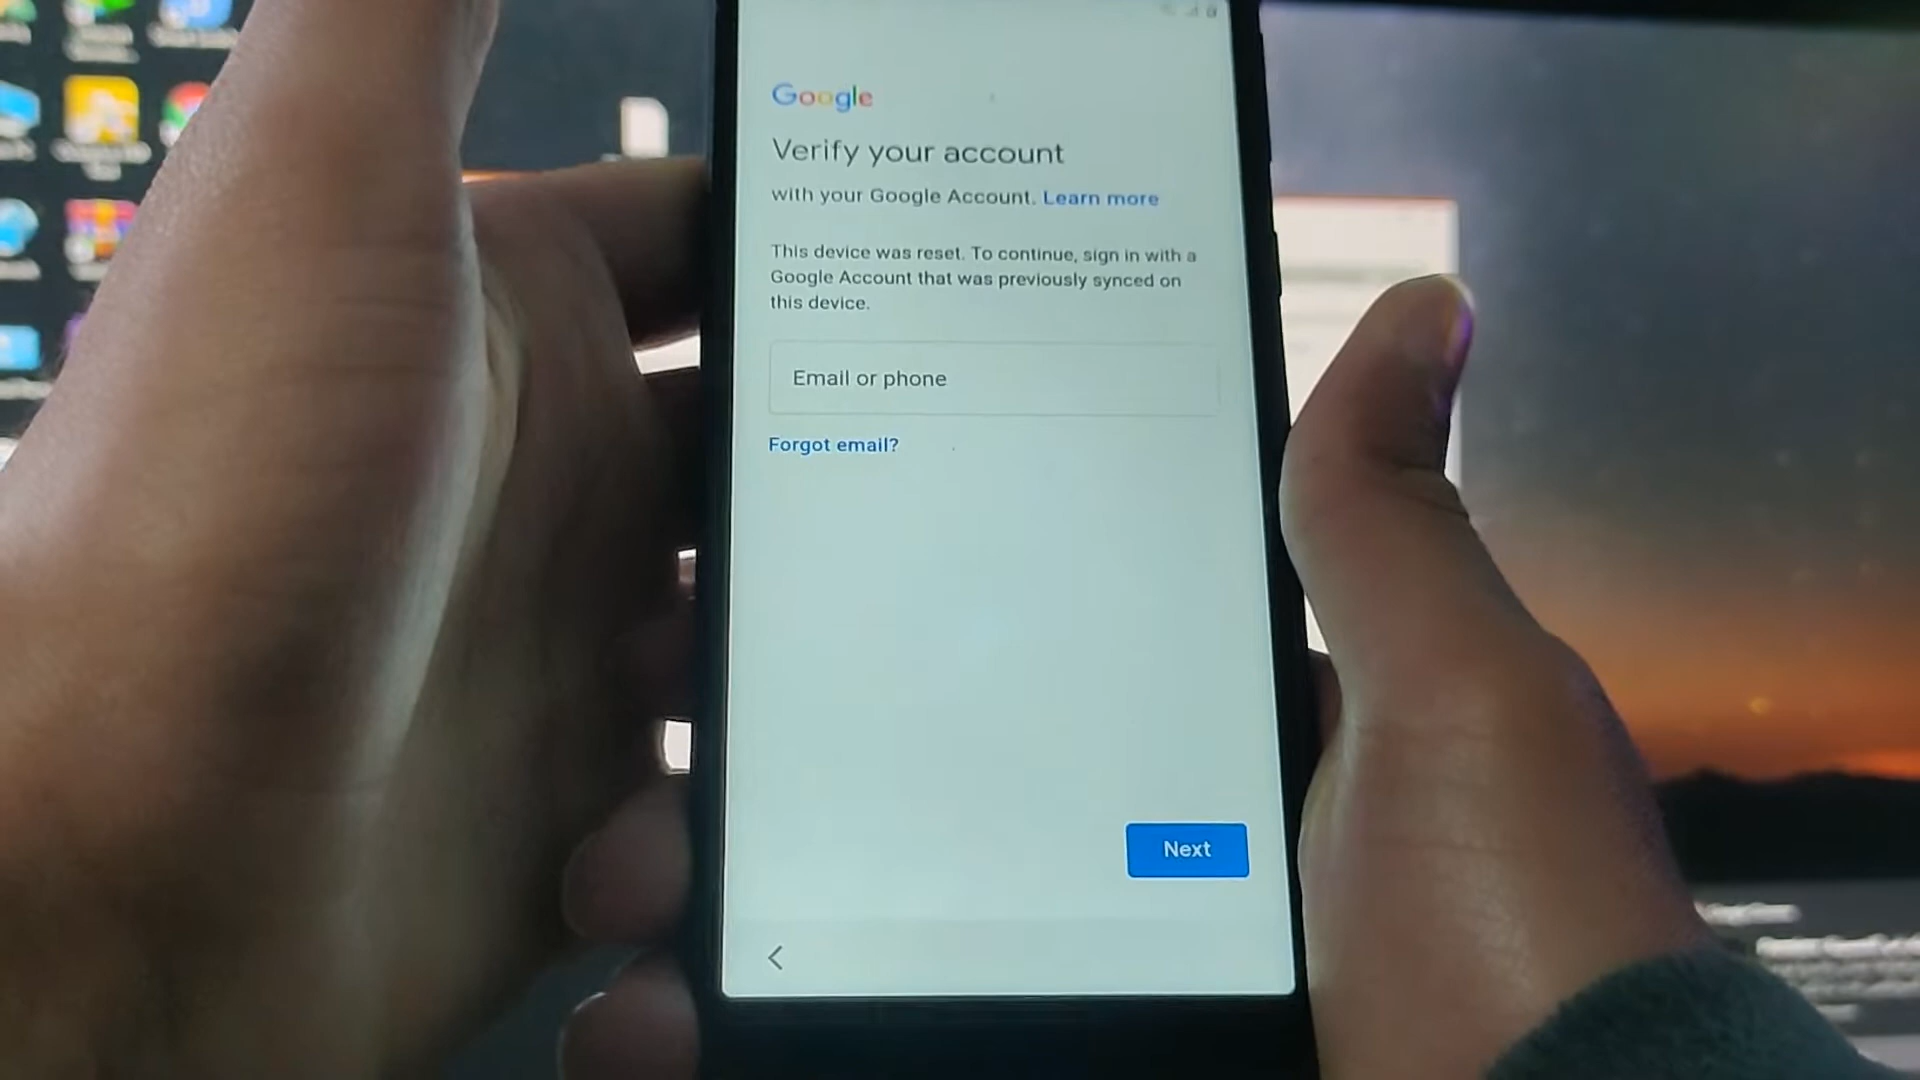 Google
Verify your account
with your Google Account. Learn more
This device was reset. To continue, sign in with a
Google Account that was previously synced on
this device.
Email or phone
Forgot email?
Next